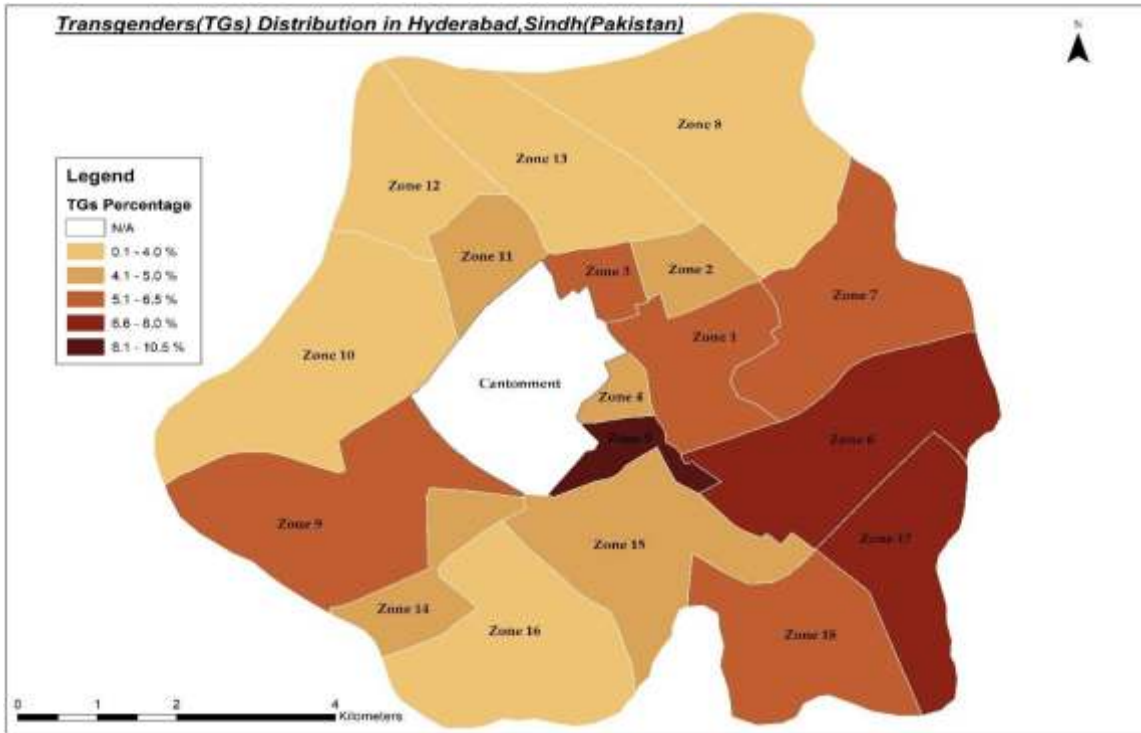 Transgenders(TGs) Distribution in Hyderabad,Sindh(Pakistan)
N
Zone 8
Zone 13
Zone 12
Legend
TGs Percentage
N/A
0.1 - 4.0 %
4.1 - 5.0 %
5.1 - 6.5 %
6.6 - 8.0 %
8.1 - 10.5 %
Zone 11
Zone 3
Zone 2
Zone 7
Zone 1
Zone 10
Cantonment
Zone 4
Zone 5
Zone 6
Zone 9
Zone 15
Zone 17
Zone 14
Zone 16
Zone 18
0 1 2 4
Kilometers